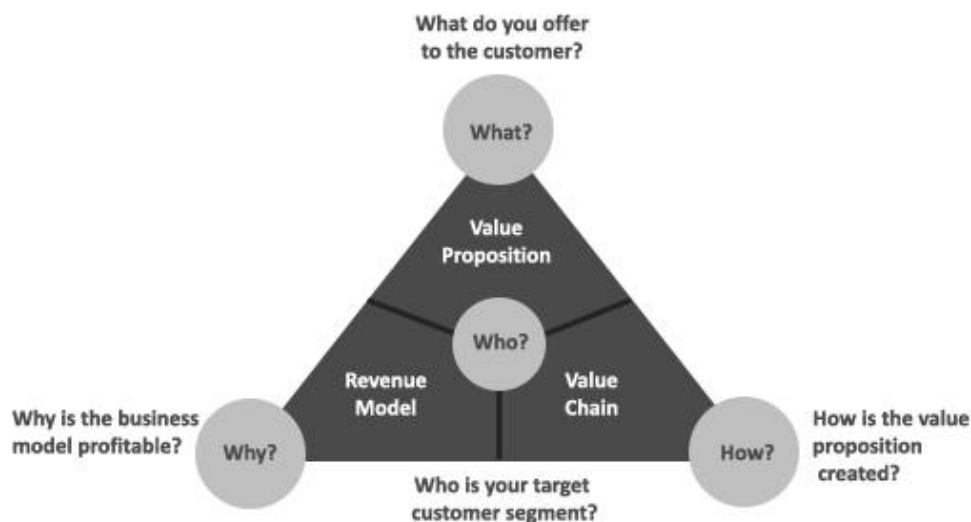 What do you offer
to the customer?
What?
Value
Proposition
Who?
Revenue
Model
Value
Chain
Why is the business
model profitable?
Why?
How?
How is the value
proposition
created?
Who is your target
customer segment?